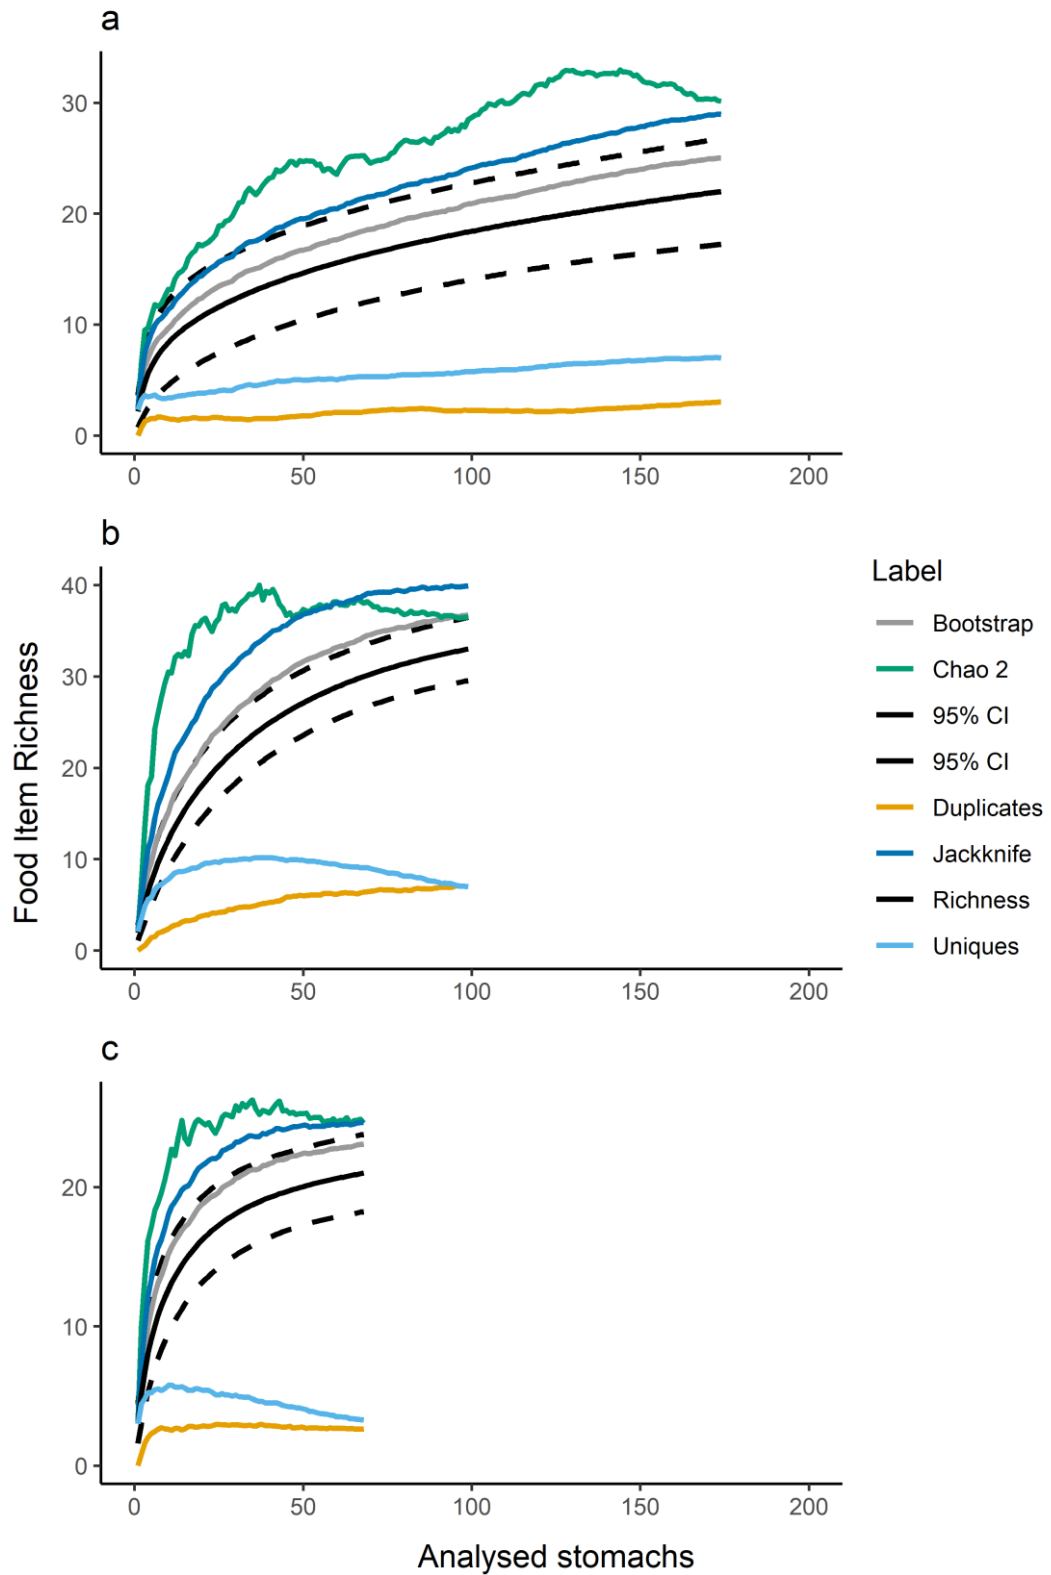 a
30
20
10
0
0 50 100 150 200
b
40
30
20
10
0
0 50 100 150 200
c
20
10
0
0 50 100 150 200
Food Item Richness
Analysed stomachs
Label
Bootstrap
Chao 2
95% CI
95% CI
Duplicates
Jackknife
Richness
Uniques